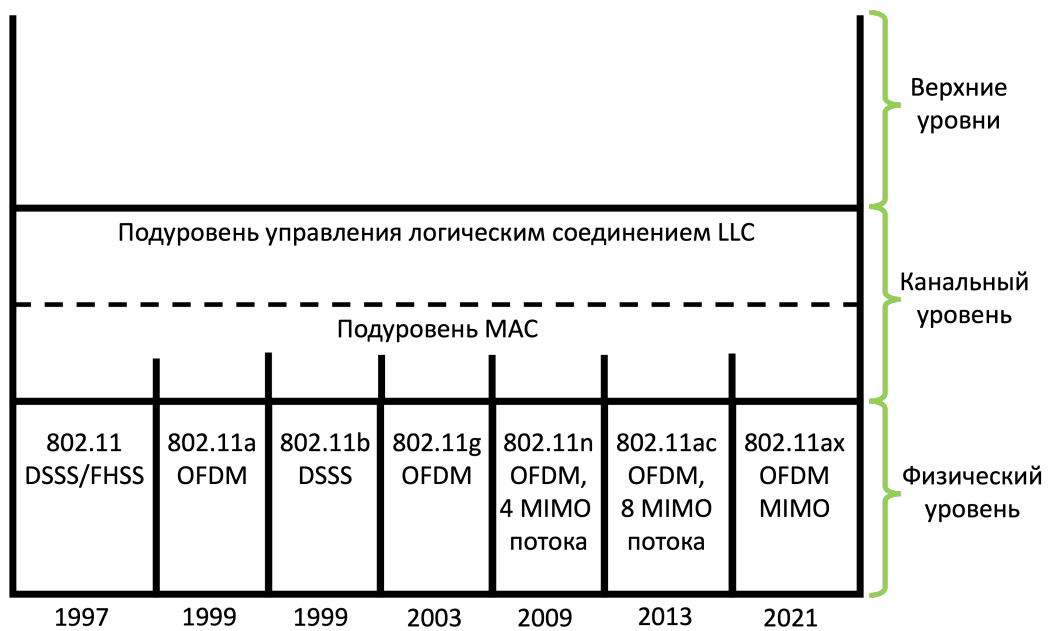 Верхние
уровни
Подуровень управления логическим соединением LLC
Канальный
уровень
Подуровень MAC
802.11
DSSS/FHSS
802.11a
OFDM
802.11b
DSSS
802.11g
OFDM
802.11n
OFDM,
4 MIMO
потока
802.11ac
OFDM,
8 MIMO
потока
802.11ax
OFDM
MIMO
Физический
уровень
1997
1999
1999
2003
2009
2013
2021